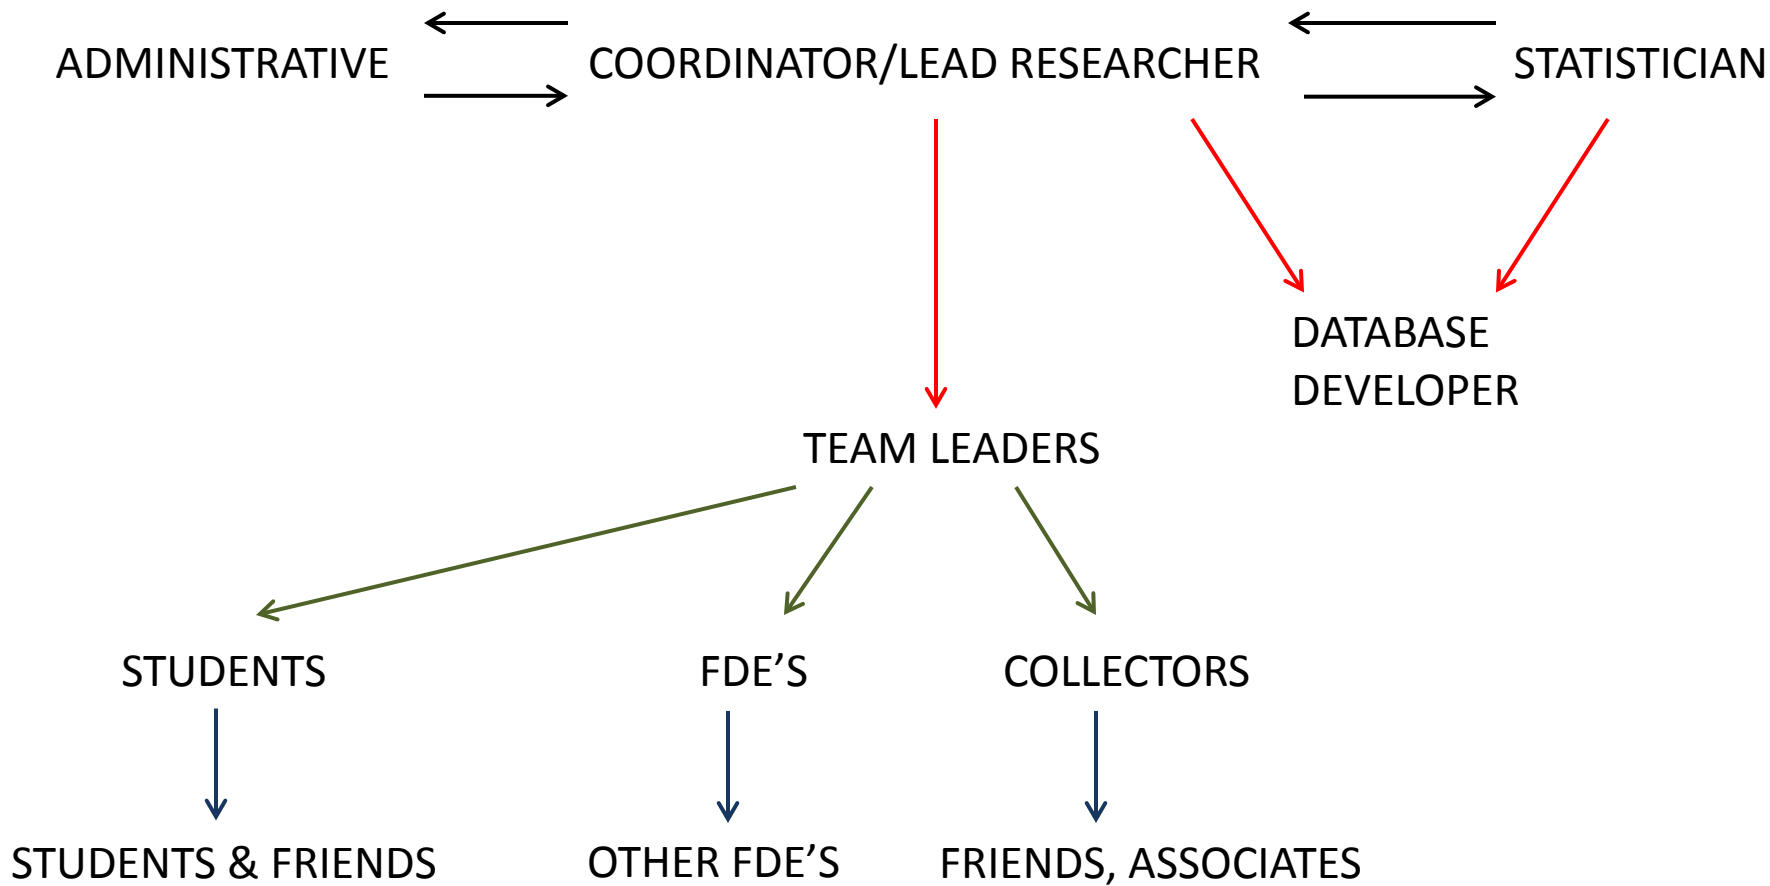 ADMINISTRATIVE
COORDINATOR/LEAD RESEARCHER
STATISTICIAN
DATABASE
DEVELOPER
TEAM LEADERS
STUDENTS
FDE’S
COLLECTORS
STUDENTS & FRIENDS
OTHER FDE’S
FRIENDS, ASSOCIATES